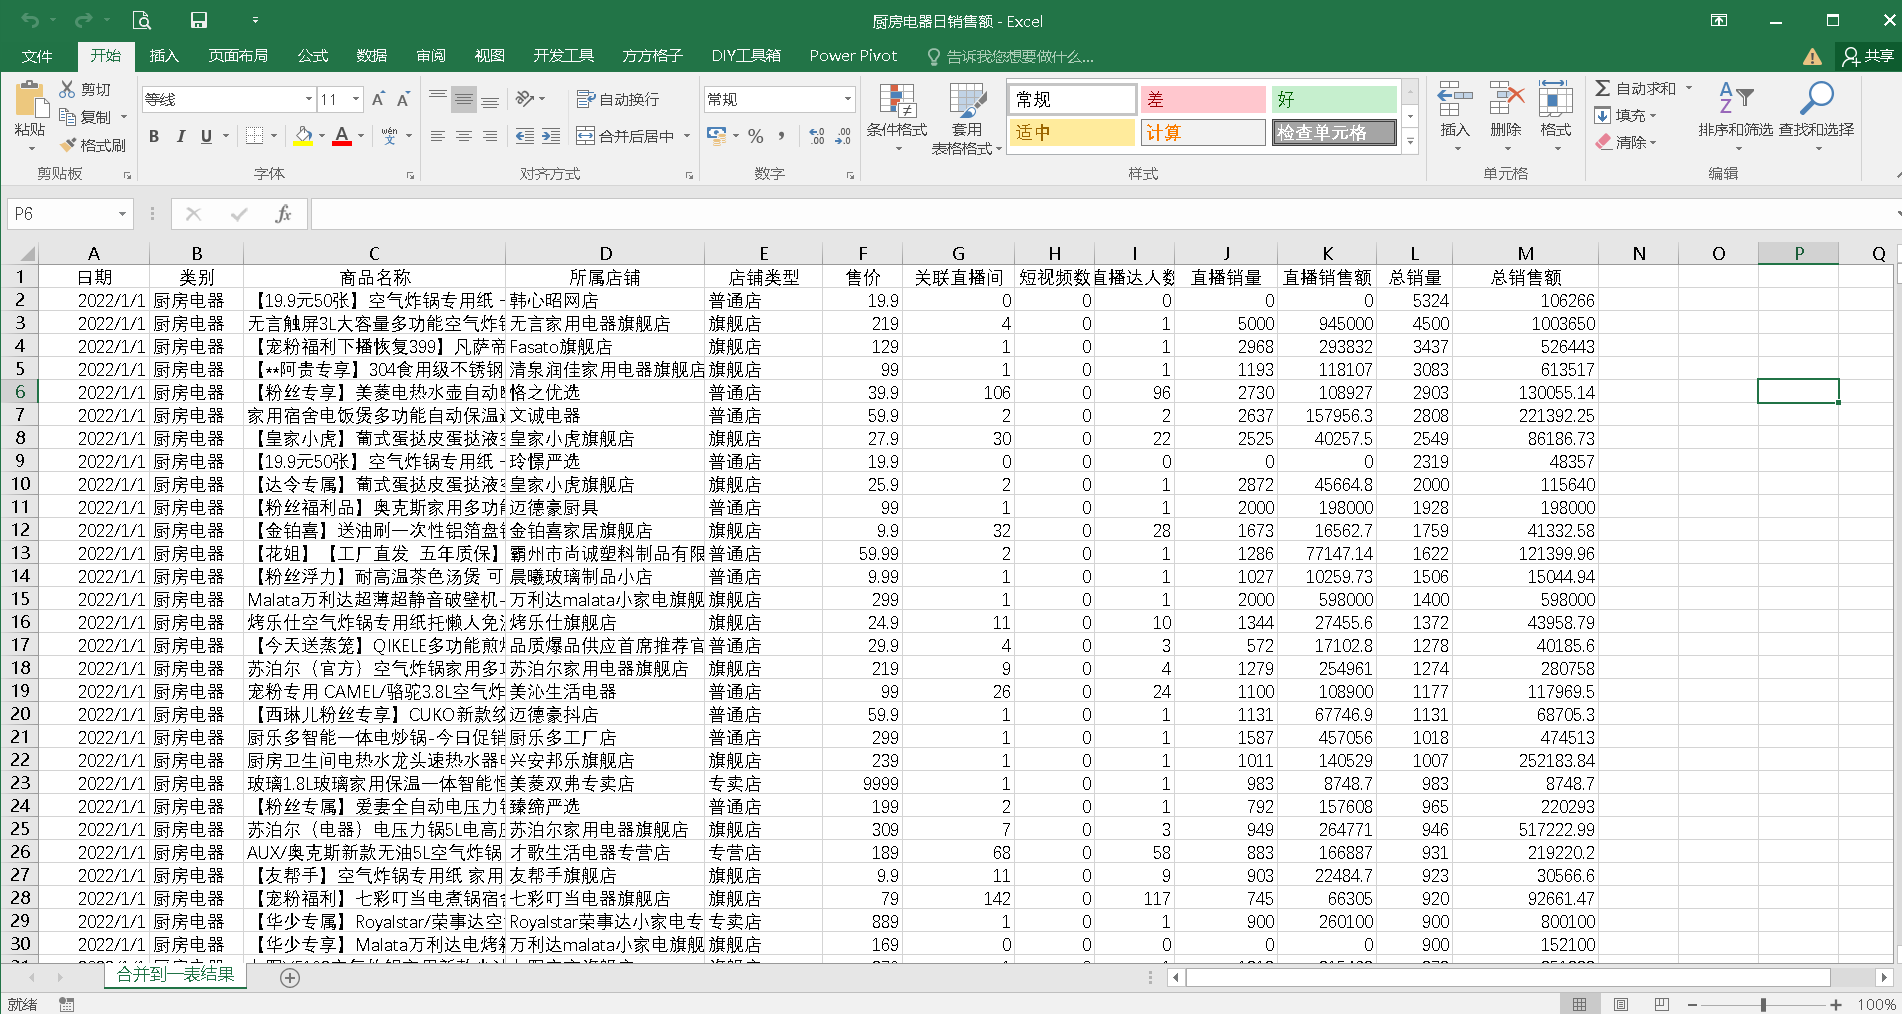 厨房电器日销售额 - Excel
文件 开始 插入 页面布局 公式 数据 审阅 视图 开发工具 方方格子 DIY工具箱 Power Pivot 告诉我您想要做什么... 共享
粘贴 剪切 复制 格式刷 剪贴板
等线 11 B I U A wén 文 字体
自动换行 合并后居中 对齐方式
常规 % 数字
条件格式 套用 表格格式
常规 差 好
适中 计算 检查单元格
样式
插入 删除 格式 单元格
自动求和 填充 清除 排序和筛选 查找和选择 编辑
P6 fx
A B C D E F G H I J K L M N O P Q
1 日期 类别 商品名称 所属店铺 店铺类型 售价 关联直播间 短视频数 直播达人数 直播销量 直播销售额 总销量 总销售额
2 2022/1/1 厨房电器 【19.9元50张】空气炸锅专用纸 - 韩心昭网店 普通店 19.9 0 0 0 0 0 5324 106266
3 2022/1/1 厨房电器 无言触屏3L大容量多功能空气炸 无言家用电器旗舰店 旗舰店 219 4 0 1 5000 945000 4500 1003650
4 2022/1/1 厨房电器 【宠粉福利下播恢复399】凡萨帝 Fasato旗舰店 旗舰店 129 1 0 1 2968 293832 3437 526443
5 2022/1/1 厨房电器 【**阿贵专享】304食用级不锈钢 清泉润佳家用电器旗舰店 旗舰店 99 1 0 1 1193 118107 3083 613517
6 2022/1/1 厨房电器 【粉丝专享】美菱电热水壶自动 恪之优选 普通店 39.9 106 0 96 2730 108927 2903 130055.14
7 2022/1/1 厨房电器 家用宿舍电饭煲多功能自动保温 文诚电器 普通店 59.9 2 0 2 2637 157956.3 2808 221392.25
8 2022/1/1 厨房电器 【皇家小虎】葡式蛋挞皮蛋挞液 皇家小虎旗舰店 旗舰店 27.9 30 0 22 2525 40257.5 2549 86186.73
9 2022/1/1 厨房电器 【19.9元50张】空气炸锅专用纸 - 玲憬严选 普通店 19.9 0 0 0 0 0 2319 48357
10 2022/1/1 厨房电器 【达令专属】葡式蛋挞皮蛋挞液 皇家小虎旗舰店 旗舰店 25.9 2 0 1 2872 45664.8 2000 115640
11 2022/1/1 厨房电器 【粉丝福利品】奥克斯家用多功 迈德豪厨具 普通店 99 1 0 1 2000 198000 1928 198000
12 2022/1/1 厨房电器 【金铂喜】送油刷一次性铝箔盘 金铂喜家居旗舰店 旗舰店 9.9 32 0 28 1673 16562.7 1759 41332.58
13 2022/1/1 厨房电器 【花姐】【工厂直发 五年质保】 霸州市尚诚塑料制品有限 普通店 59.99 2 0 1 1286 77147.14 1622 121399.96
14 2022/1/1 厨房电器 【粉丝浮力】耐高温茶色汤煲 可 晨曦玻璃制品小店 普通店 9.99 1 0 1 1027 10259.73 1506 15044.94
15 2022/1/1 厨房电器 Malata万利达超薄超静音破壁机- 万利达malata小家电旗舰 旗舰店 299 1 0 1 2000 598000 1400 598000
16 2022/1/1 厨房电器 烤乐仕空气炸锅专用纸托懒人免 烤乐仕旗舰店 旗舰店 24.9 11 0 10 1344 27455.6 1372 43958.79
17 2022/1/1 厨房电器 【今天送蒸笼】QIKELE多功能煎 品质爆品供应首席推荐官 普通店 29.9 4 0 3 572 17102.8 1278 40185.6
18 2022/1/1 厨房电器 苏泊尔（官方）空气炸锅家用多 苏泊尔家用电器旗舰店 旗舰店 219 9 0 4 1279 254961 1274 280758
19 2022/1/1 厨房电器 宠粉专用 CAMEL/骆驼3.8L空气炸 美沁生活电器 普通店 99 26 0 24 1100 108900 1177 117969.5
20 2022/1/1 厨房电器 【西琳儿粉丝专享】CUKO新款绞 迈德豪抖店 普通店 59.9 1 0 1 1131 67746.9 1131 68705.3
21 2022/1/1 厨房电器 厨乐多智能一体电炒锅-今日促销 厨乐多工厂店 普通店 299 1 0 1 1587 457056 1018 474513
22 2022/1/1 厨房电器 厨房卫生间电热水龙头速热水器 兴安邦乐旗舰店 旗舰店 239 1 0 1 1011 140529 1007 252183.84
23 2022/1/1 厨房电器 玻璃1.8L玻璃家用保温一体智能恒 美菱双弗专卖店 专卖店 9999 1 0 1 983 8748.7 983 8748.7
24 2022/1/1 厨房电器 【粉丝专属】爱妻全自动电压力 臻缔严选 普通店 199 2 0 1 792 157608 965 220293
25 2022/1/1 厨房电器 苏泊尔（电器）电压力锅5L电高 苏泊尔家用电器旗舰店 旗舰店 309 7 0 3 949 264771 946 517222.99
26 2022/1/1 厨房电器 AUX/奥克斯新款无油5L空气炸锅 才歌生活电器专营店 专营店 189 68 0 58 883 166887 931 219220.2
27 2022/1/1 厨房电器 【友帮手】空气炸锅专用纸 家用 友帮手旗舰店 旗舰店 9.9 11 0 9 903 22484.7 923 30566.6
28 2022/1/1 厨房电器 【宠粉福利】七彩叮当电煮锅宿 七彩叮当电器旗舰店 旗舰店 79 142 0 117 745 66305 920 92661.47
29 2022/1/1 厨房电器 【华少专属】Royalstar/荣事达空 Royalstar荣事达小家电专 专卖店 889 1 0 1 900 260100 900 800100
30 2022/1/1 厨房电器 【华少专享】Malata万利达电烤 万利达malata小家电旗舰 旗舰店 169 0 0 0 0 0 900 152100
合并到一表结果
就绪 100%